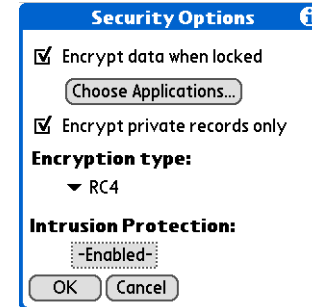 Security Options i
Encrypt data when locked
Choose Applications...
Encrypt private records only
Encryption type:
RC4
Intrusion Protection:
-Enabled-
OK Cancel